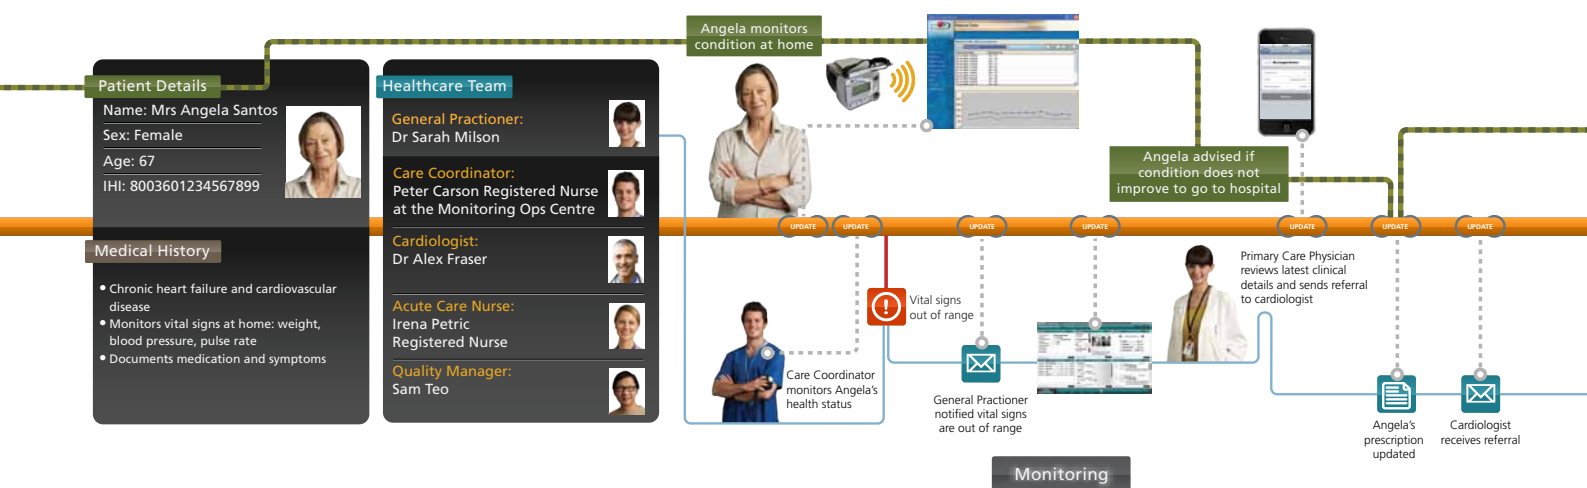 Patient Details
Name: Mrs Angela Santos
Sex: Female
Age: 67
IHI: 8003601234567899
Medical History
• Chronic heart failure and cardiovascular
disease
• Monitors vital signs at home: weight,
blood pressure, pulse rate
• Documents medication and symptoms
Healthcare Team
General Practioner:
Dr Sarah Milson
Care Coordinator:
Peter Carson Registered Nurse
at the Monitoring Ops Centre
Cardiologist:
Dr Alex Fraser
Acute Care Nurse:
Irena Petric
Registered Nurse
Quality Manager:
Sam Teo
Angela monitors
condition at home
Angela advised if
condition does not
improve to go to hospital
UPDATE
UPDATE
UPDATE
UPDATE
UPDATE
UPDATE
UPDATE
Vital signs
out of range
Care Coordinator
monitors Angela's
health status
General Practioner
notified vital signs
are out of range
Primary Care Physician
reviews latest clinical
details and sends referral
to cardiologist
Angela's
prescription
updated
Cardiologist
receives referral
Monitoring